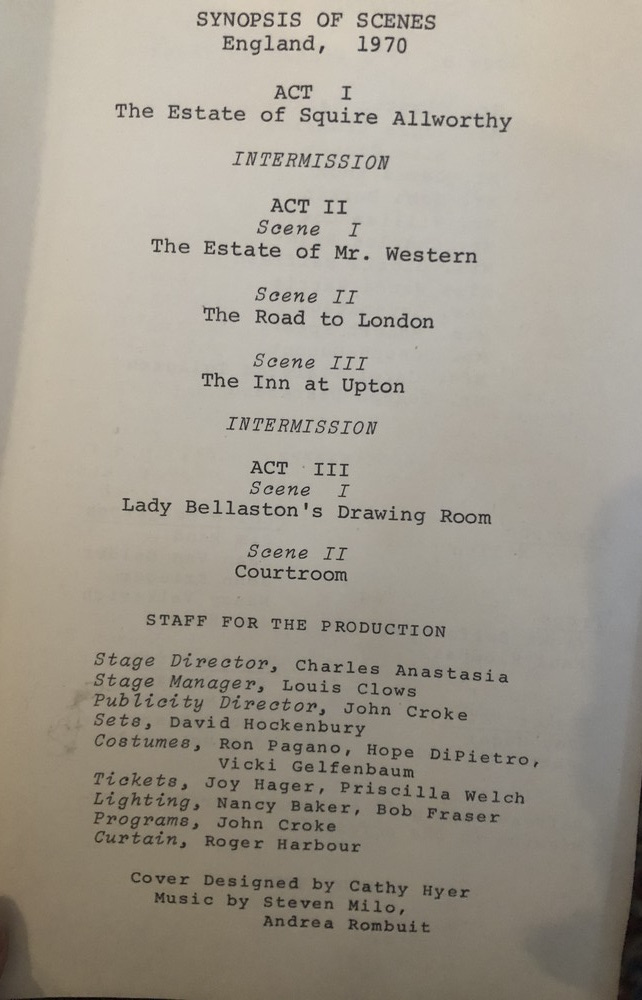 SYNOPSIS OF SCENES
England, 1970
ACT I
The Estate of Squire Allworthy
INTERMISSION
ACT II
Scene I
The Estate of Mr. Western
Scene II
The Road to London
Scene III
The Inn at Upton
INTERMISSION
ACT III
Scene I
Lady Bellaston's Drawing Room
Scene II
Courtroom
STAFF FOR THE PRODUCTION
Stage Director, Charles Anastasia
Stage Manager, Louis Clows
Publicity Director, John Croke
Sets, David Hockenbury
Costumes, Ron Pagano, Hope DiPietro,
Vicki Gelfenbaum
Tickets, Joy Hager, Priscilla Welch
Lighting, Nancy Baker, Bob Fraser
Programs, John Croke
Curtain, Roger Harbour
Cover Designed by Cathy Hyer
Music by Steven Milo,
Andrea Rombuit